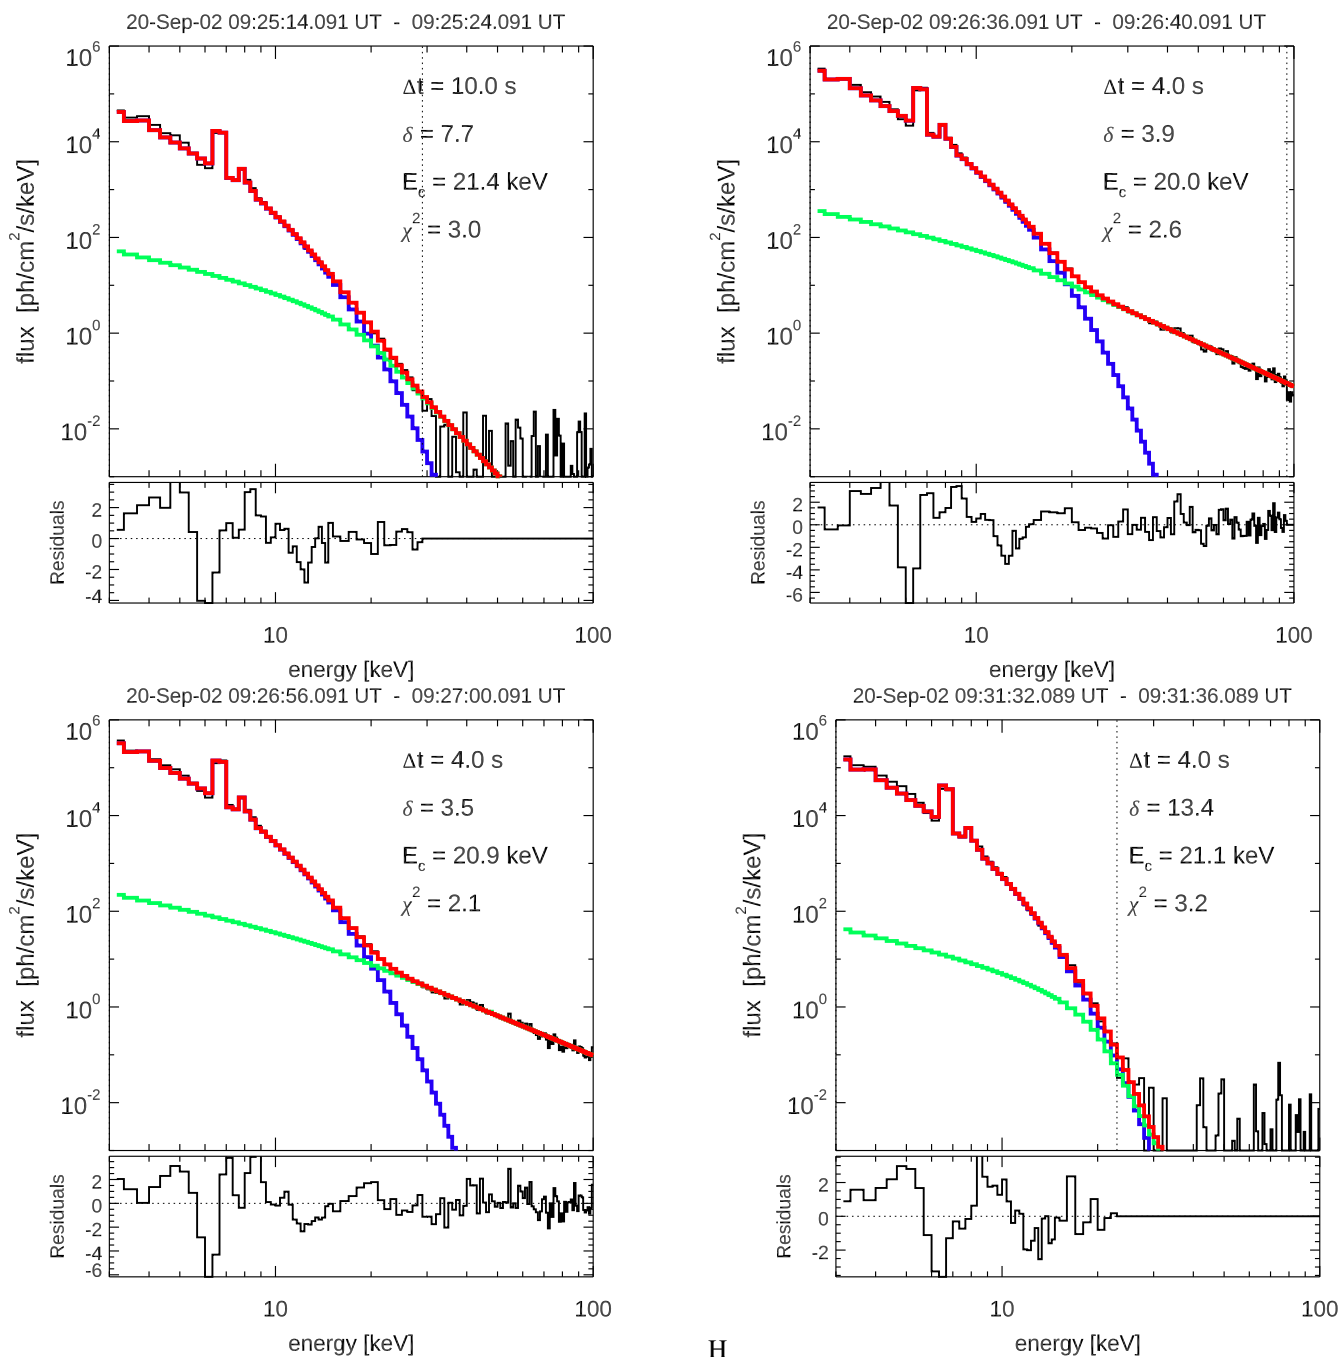 20-Sep-02 09:25:14.091 UT - 09:25:24.091 UT
10^6
10^4
10^2
10^0
10^-2
flux [ph/cm^2/s/keV]
Δt = 10.0 s
δ = 7.7
E_c = 21.4 keV
χ^2 = 3.0
2
0
-2
-4
Residuals
10
100
energy [keV]
20-Sep-02 09:26:36.091 UT - 09:26:40.091 UT
10^6
10^4
10^2
10^0
10^-2
flux [ph/cm^2/s/keV]
Δt = 4.0 s
δ = 3.9
E_c = 20.0 keV
χ^2 = 2.6
2
0
-2
-4
-6
Residuals
10
100
energy [keV]
20-Sep-02 09:26:56.091 UT - 09:27:00.091 UT
10^6
10^4
10^2
10^0
10^-2
flux [ph/cm^2/s/keV]
Δt = 4.0 s
δ = 3.5
E_c = 20.9 keV
χ^2 = 2.1
2
0
-2
-4
-6
Residuals
10
100
energy [keV]
20-Sep-02 09:31:32.089 UT - 09:31:36.089 UT
10^6
10^4
10^2
10^0
10^-2
flux [ph/cm^2/s/keV]
Δt = 4.0 s
δ = 13.4
E_c = 21.1 keV
χ^2 = 3.2
2
0
-2
Residuals
10
100
energy [keV]
H